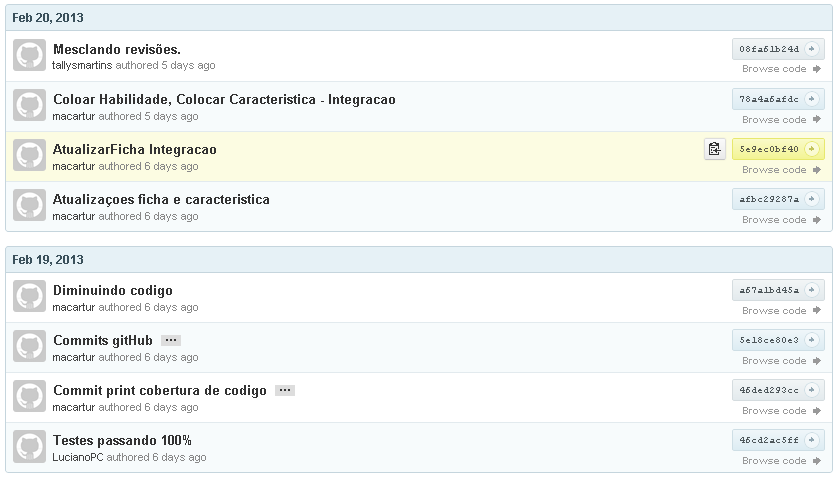 Feb 20, 2013
Mesclando revisões.
08fa61b24d
tallysmartins authored 5 days ago
Browse code
Coloar Habilidade, Colocar Caracteristica - Integracao
78a4a6afdc
macartur authored 5 days ago
Browse code
AtualizarFicha Integracao
5e9ec0bf40
macartur authored 6 days ago
Browse code
Atualizaçoes ficha e caracteristica
afbc29287a
macartur authored 6 days ago
Browse code
Feb 19, 2013
Diminuindo codigo
a67a1bd45a
macartur authored 6 days ago
Browse code
Commits gitHub ...
5e18ce80e3
macartur authored 6 days ago
Browse code
Commit print cobertura de codigo ...
46ded293cc
macartur authored 6 days ago
Browse code
Testes passando 100%
46cd2ac5ff
LucianoPC authored 6 days ago
Browse code